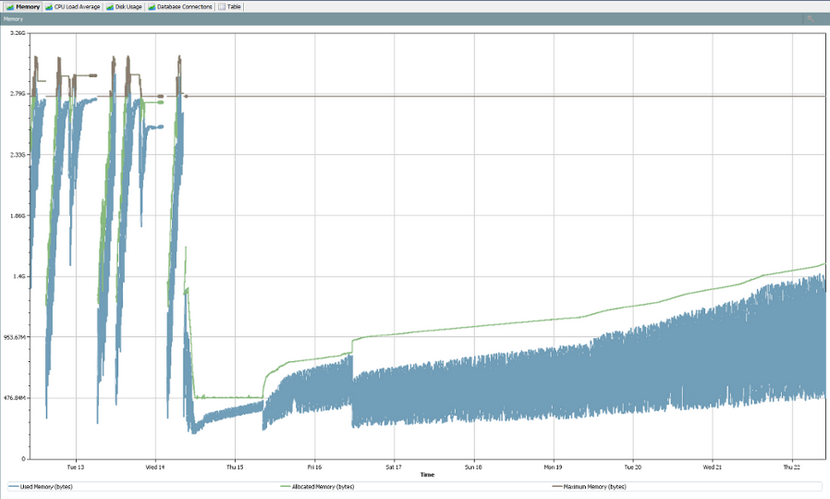 Memory CPU Load Average Disk Usage Database Connections Table
Memory
3.26G
2.79G
2.33G
1.86G
1.4G
953.67M
476.84M
0
Tue 13 Wed 14 Thu 15 Fri 16 Sat 17 Sun 18 Mon 19 Tue 20 Wed 21 Thu 22
Time
Used Memory (bytes) Allocated Memory (bytes) Maximum Memory (bytes)